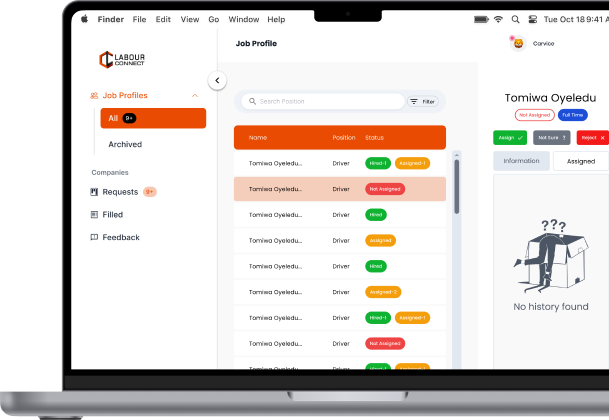 Finder File Edit View Go Window Help
Tue Oct 18 9:41 A
LABOUR
CONNECT
Job Profile
Carvico
Job Profiles
All 9+
Archived
Companies
Requests 9+
Filled
Feedback
Search Position
Filter
Name Position Status
Tomiwa Oyeledu... Driver Hired-1 Assigned-1
Tomiwa Oyeledu... Driver Not Assigned
Tomiwa Oyeledu... Driver Hired
Tomiwa Oyeledu... Driver Assigned
Tomiwa Oyeledu... Driver Hired
Tomiwa Oyeledu... Driver Assigned-2
Tomiwa Oyeledu... Driver Hired-1 Assigned-1
Tomiwa Oyeledu... Driver Not Assigned
Tomiwa Oyeledu... Driver Hired-1 Assigned-1
Tomiwa Oyeledu
Not Assigned Full Time
Assign Not Sure ? Reject
Information Assigned
???
No history found